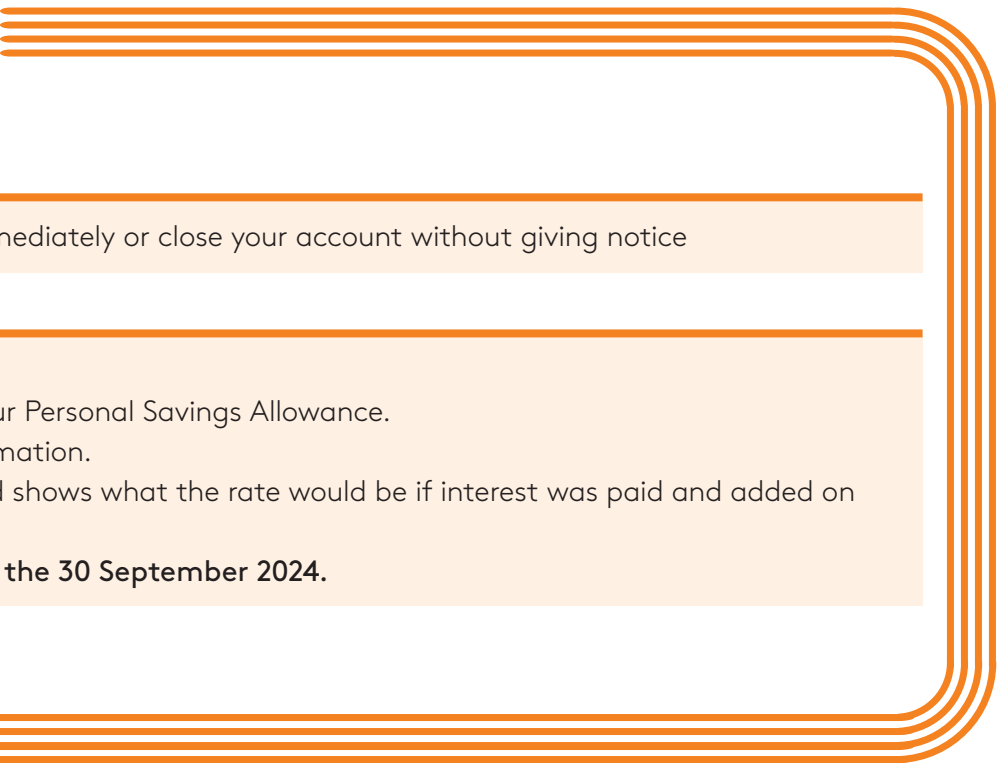 mediately or close your account without giving notice
ur Personal Savings Allowance.
mation.
d shows what the rate would be if interest was paid and added on
the 30 September 2024.